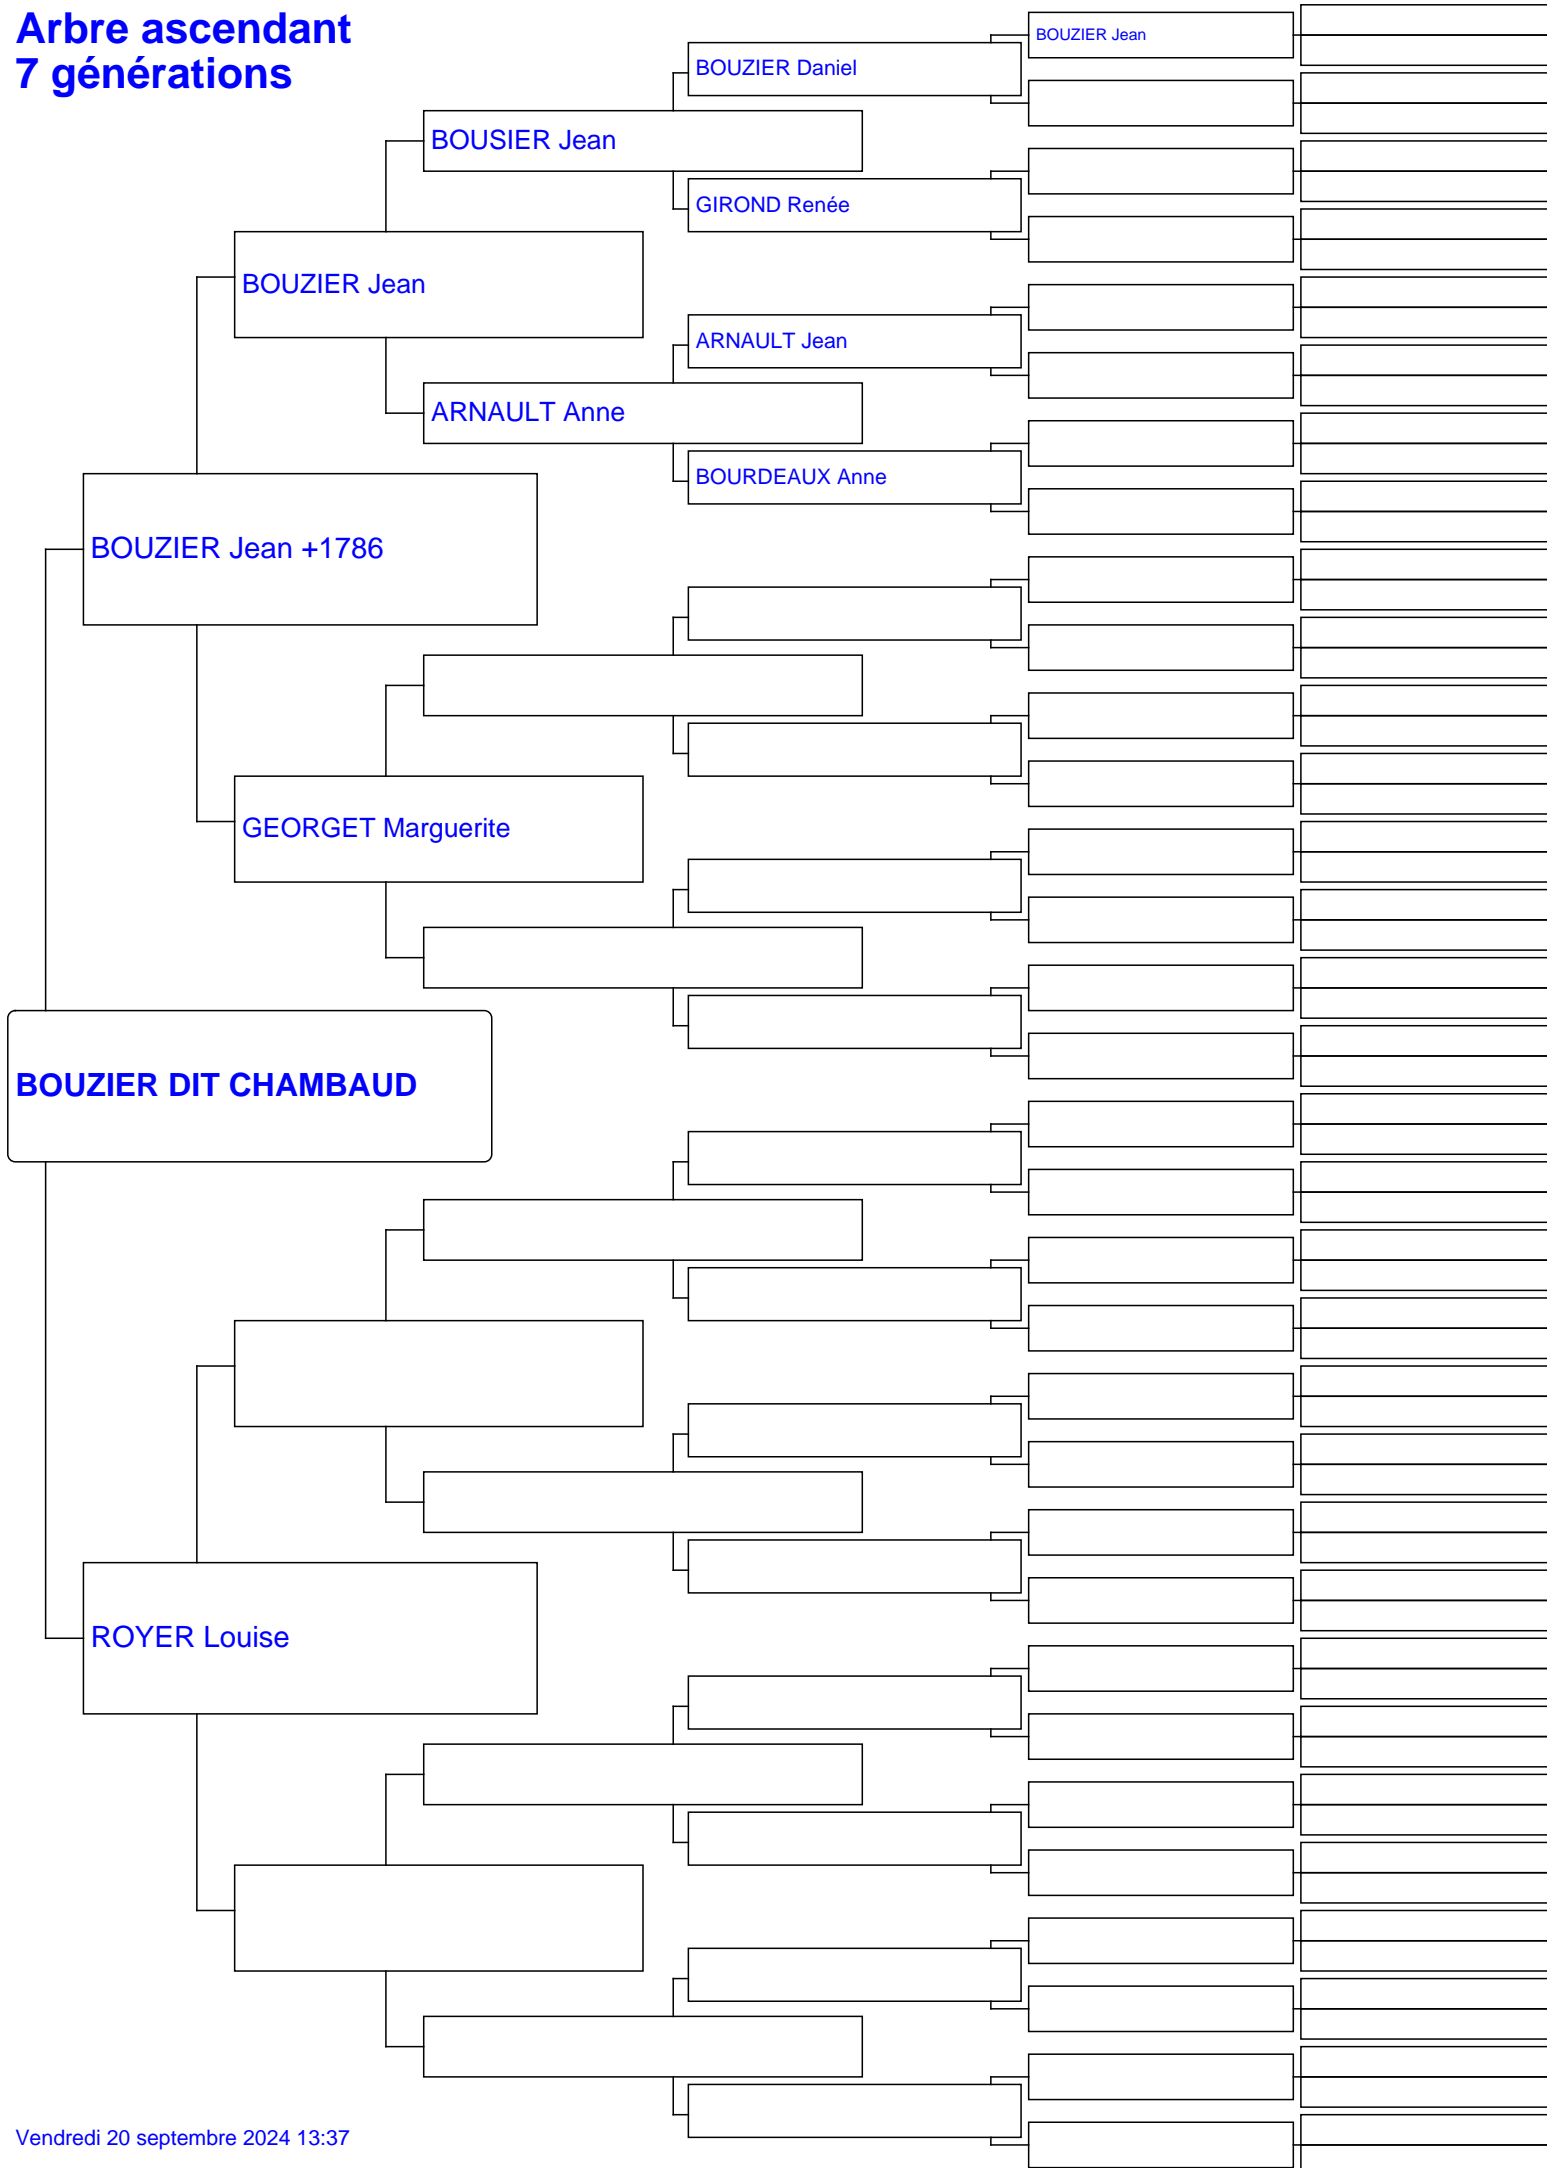 Arbre ascendant
7 générations
BOUZIER Jean
BOUZIER Daniel
BOUSIER Jean
GIROND Renée
BOUZIER Jean
ARNAULT Jean
ARNAULT Anne
BOURDEAUX Anne
BOUZIER Jean +1786
GEORGET Marguerite
BOUZIER DIT CHAMBAUD
ROYER Louise
Vendredi 20 septembre 2024 13:37